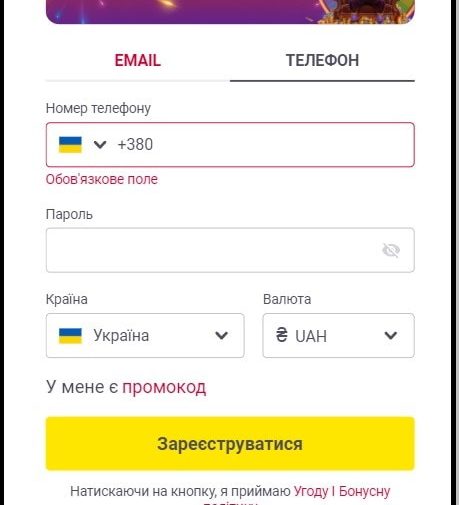 EMAIL ТЕЛЕФОН
Номер телефону
+380
Обов'язкове поле
Пароль
Країна Валюта
Україна ₴ UAH
У мене є промокод
Зареєструватися
Натискаючи на кнопку, я приймаю Угоду І Бонусну
політику